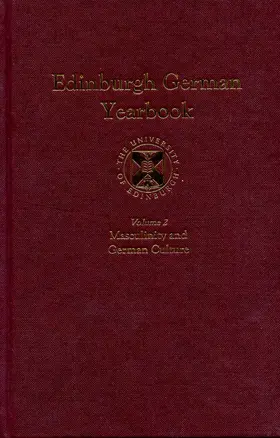 Edinburgh German
Yearbook
THE UNIVERSITY
OF EDINBURGH
Volume 2
Masculinity and
German Culture